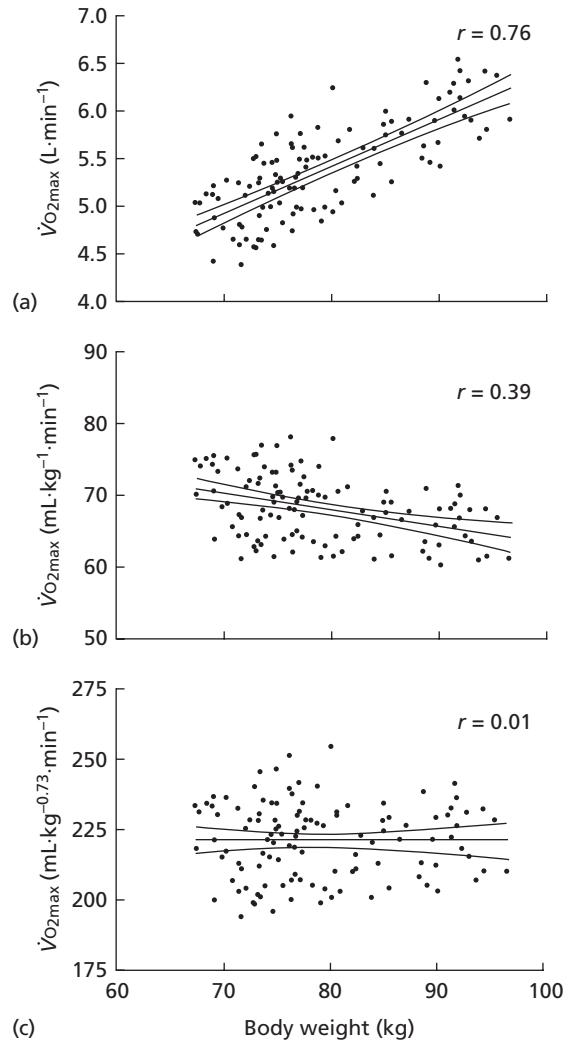 7.0
r = 0.76
6.5
6.0
5.5
5.0
4.5
4.0
V̇O2max (L·min⁻¹)
(a)
90
r = 0.39
80
70
60
50
V̇O2max (mL·kg⁻¹·min⁻¹)
(b)
275
r = 0.01
250
225
200
175
V̇O2max (mL·kg⁻⁰·⁷³·min⁻¹)
60 70 80 90 100
(c) Body weight (kg)